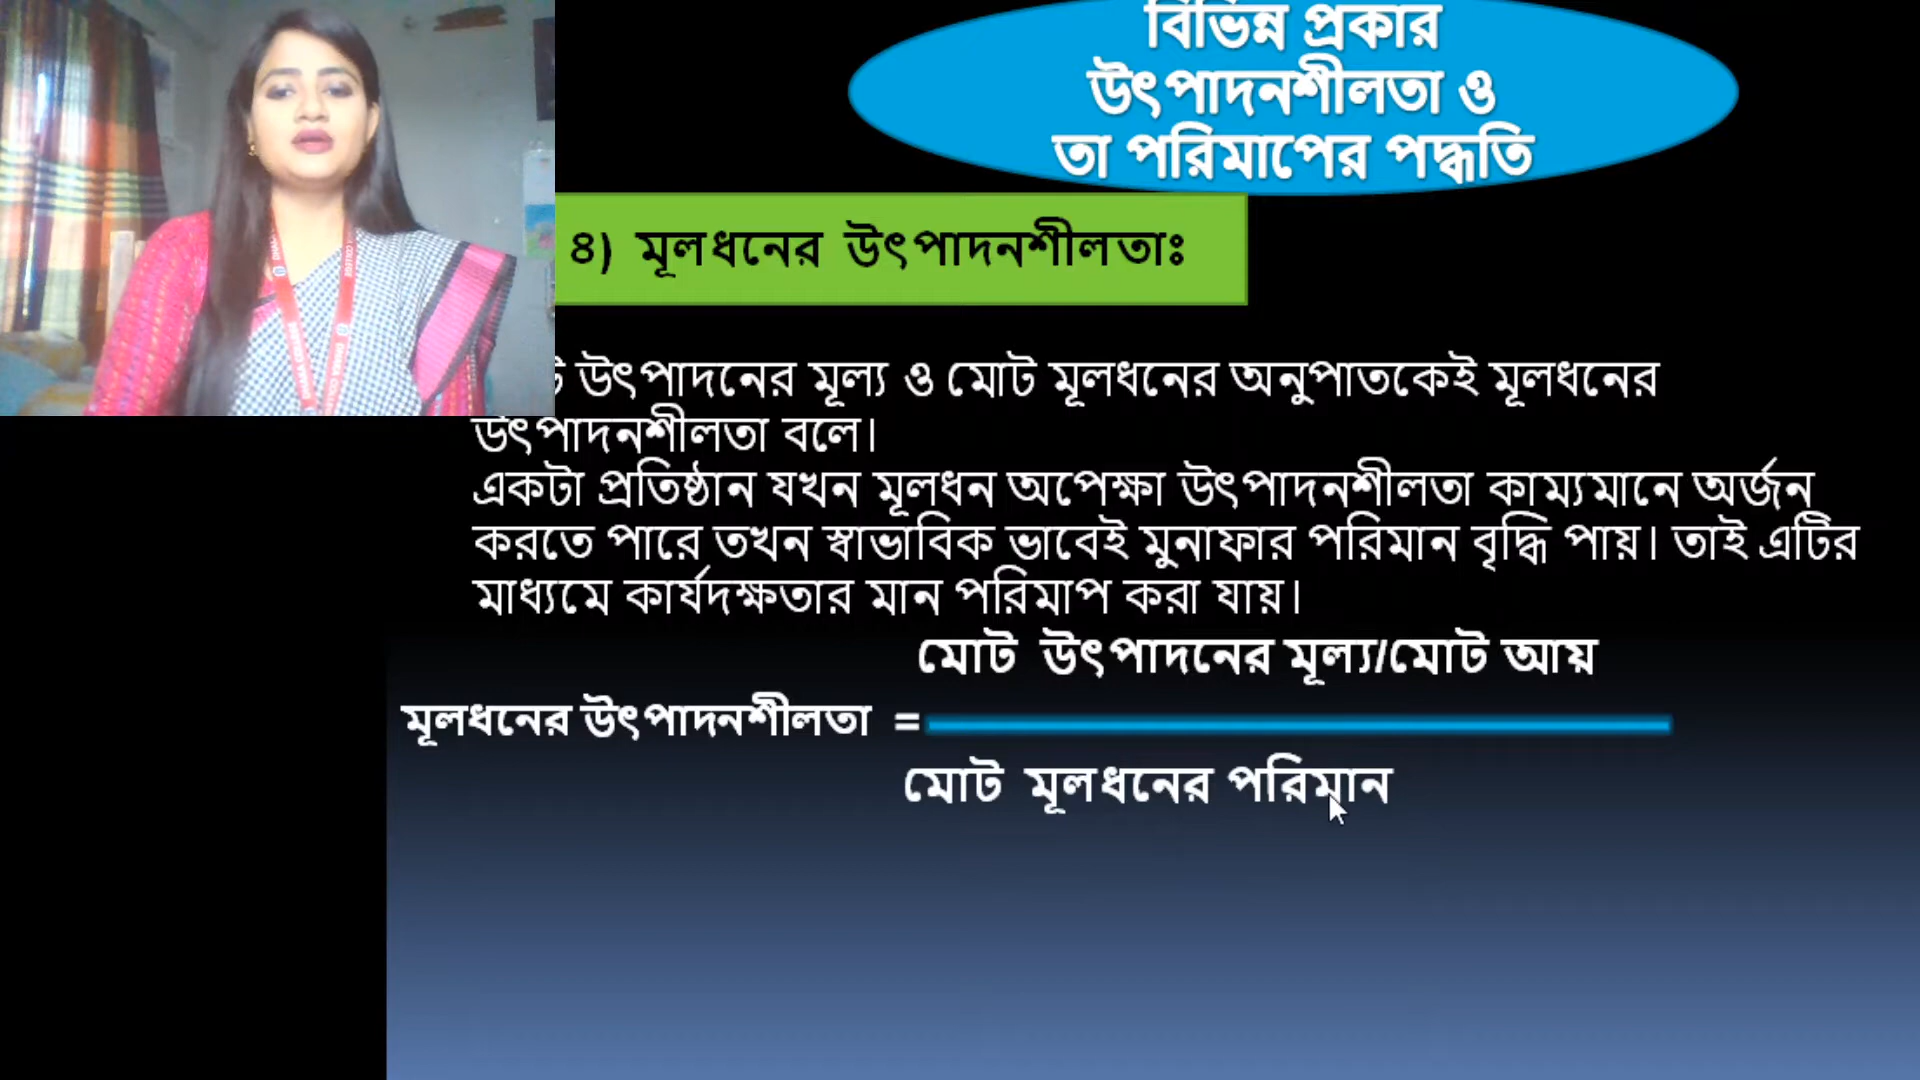 বিভিন্ন প্রকার
উৎপাদনশীলতা ও
তা পরিমাপের পদ্ধতি
৪) মূলধনের উৎপাদনশীলতাঃ
উৎপাদনের মূল্য ও মোট মূলধনের অনুপাতকেই মূলধনের
উৎপাদনশীলতা বলে।
একটা প্রতিষ্ঠান যখন মূলধন অপেক্ষা উৎপাদনশীলতা কাম্যমানে অর্জন
করতে পারে তখন স্বাভাবিক ভাবেই মুনাফার পরিমান বৃদ্ধি পায়। তাই এটির
মাধ্যমে কার্যদক্ষতার মান পরিমাপ করা যায়।
মোট উৎপাদনের মূল্য/মোট আয়
মূলধনের উৎপাদনশীলতা =
মোট মূলধনের পরিমান